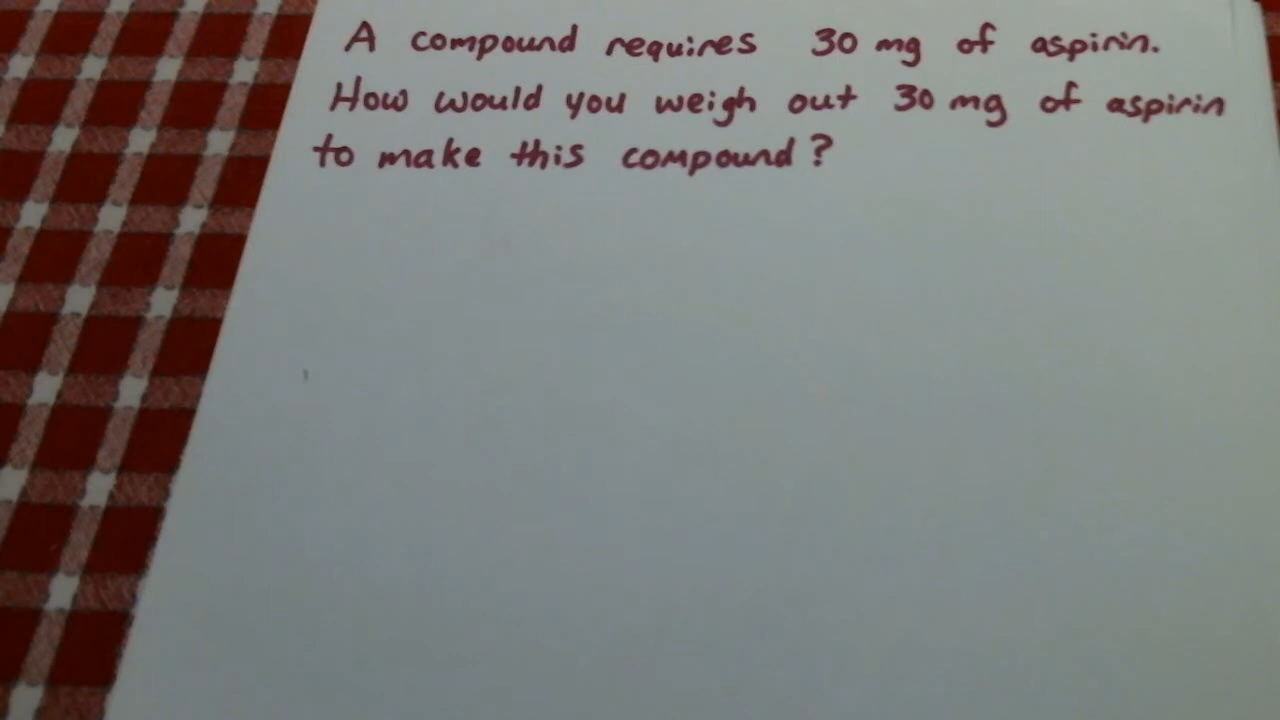 A compound requires 30 mg of aspirin.
How would you weigh out 30 mg of aspirin
to make this compound?